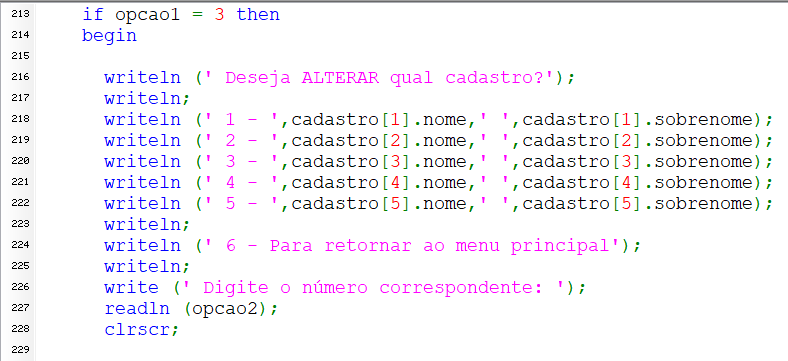 213 if opcao1 = 3 then
214 begin
215
216 writeln (' Deseja ALTERAR qual cadastro?');
217 writeln;
218 writeln (' 1 - ',cadastro[1].nome,' ',cadastro[1].sobrenome);
219 writeln (' 2 - ',cadastro[2].nome,' ',cadastro[2].sobrenome);
220 writeln (' 3 - ',cadastro[3].nome,' ',cadastro[3].sobrenome);
221 writeln (' 4 - ',cadastro[4].nome,' ',cadastro[4].sobrenome);
222 writeln (' 5 - ',cadastro[5].nome,' ',cadastro[5].sobrenome);
223 writeln;
224 writeln (' 6 - Para retornar ao menu principal');
225 writeln;
226 write (' Digite o número correspondente: ');
227 readln (opcao2);
228 clrscr;
229